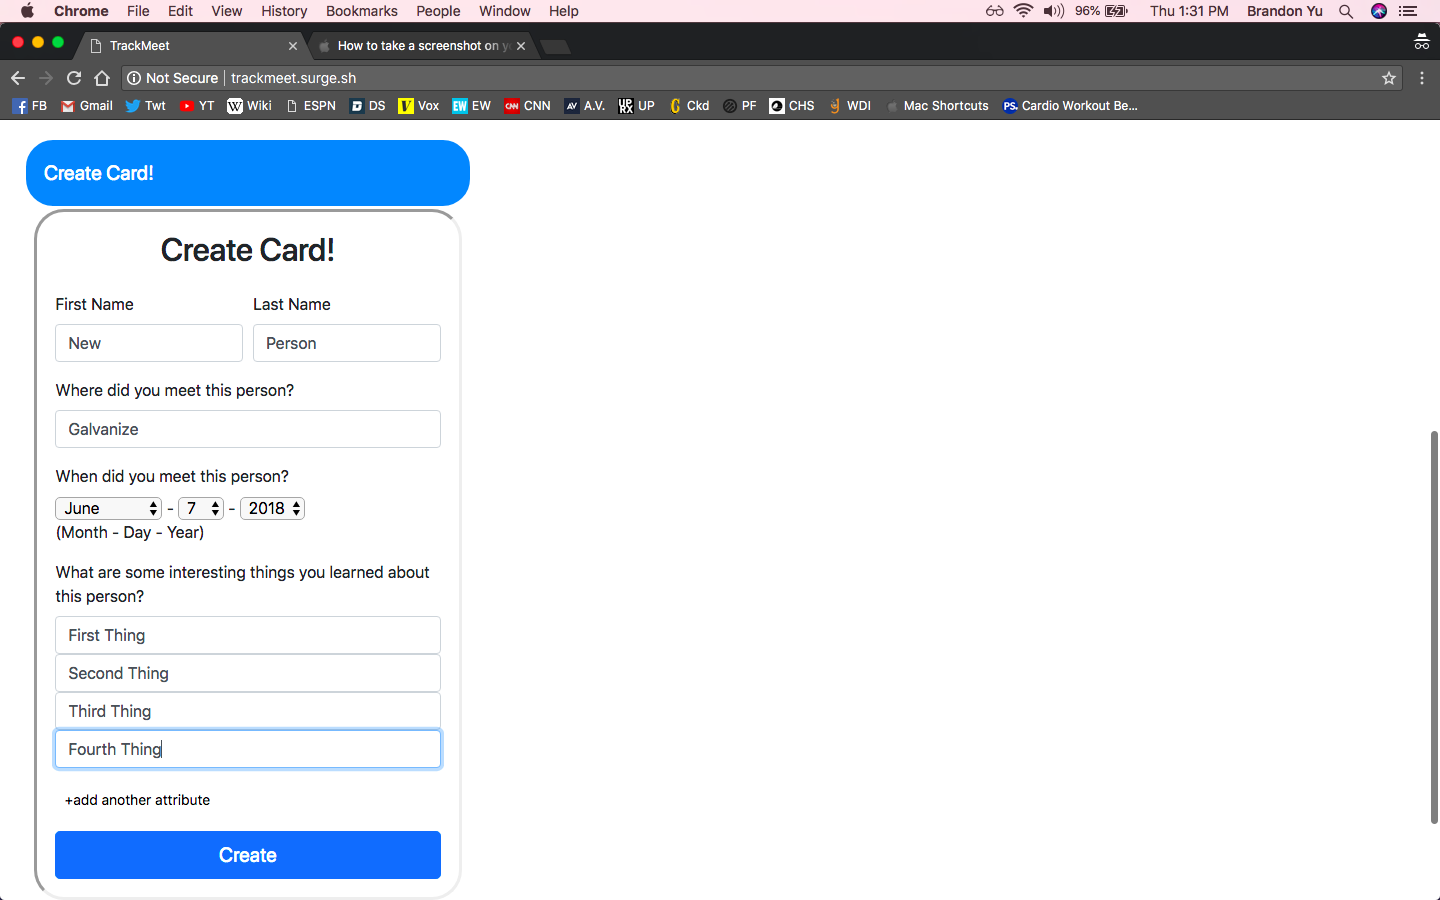 Chrome File Edit View History Bookmarks People Window Help 96% Thu 1:31 PM Brandon Yu
TrackMeet How to take a screenshot on y
Not Secure trackmeet.surge.sh
FB Gmail Twt YT Wiki ESPN DS Vox EW CNN A.V. UP Ckd PF CHS WDI Mac Shortcuts Cardio Workout Be...
Create Card!
Create Card!
First Name Last Name
New Person
Where did you meet this person?
Galvanize
When did you meet this person?
June - 7 - 2018
(Month - Day - Year)
What are some interesting things you learned about
this person?
First Thing
Second Thing
Third Thing
Fourth Thing
+add another attribute
Create